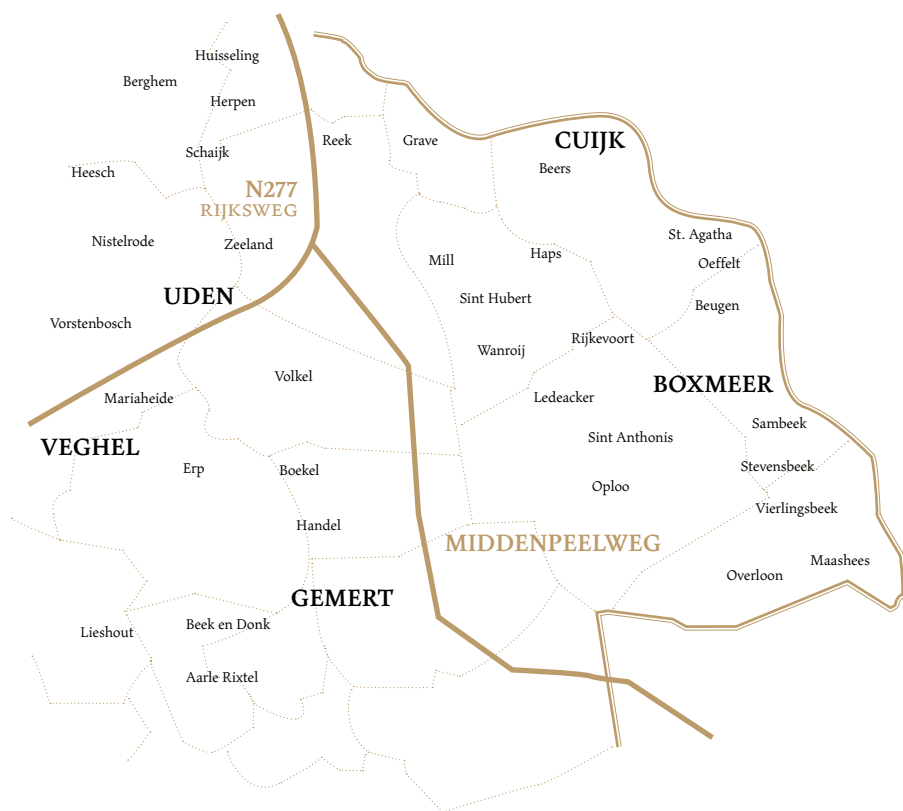 Huisseling
Berghem
Herpen
Reek
Grave
CUIJK
Schaijk
Beers
Heesch
N277
RIJKSWEG
St. Agatha
Nistelrode
Zeeland
Haps
Mill
Oeffelt
UDEN
Sint Hubert
Beugen
Vorstenbosch
Rijkevoort
Wanroij
Volkel
BOXMEER
Mariaheide
Ledeacker
Sambeek
VEGHEL
Sint Anthonis
Erp
Boekel
Stevensbeek
Oploo
Vierlingsbeek
Handel
MIDDENPEELWEG
Maashees
Overloon
GEMERT
Lieshout
Beek en Donk
Aarle Rixtel